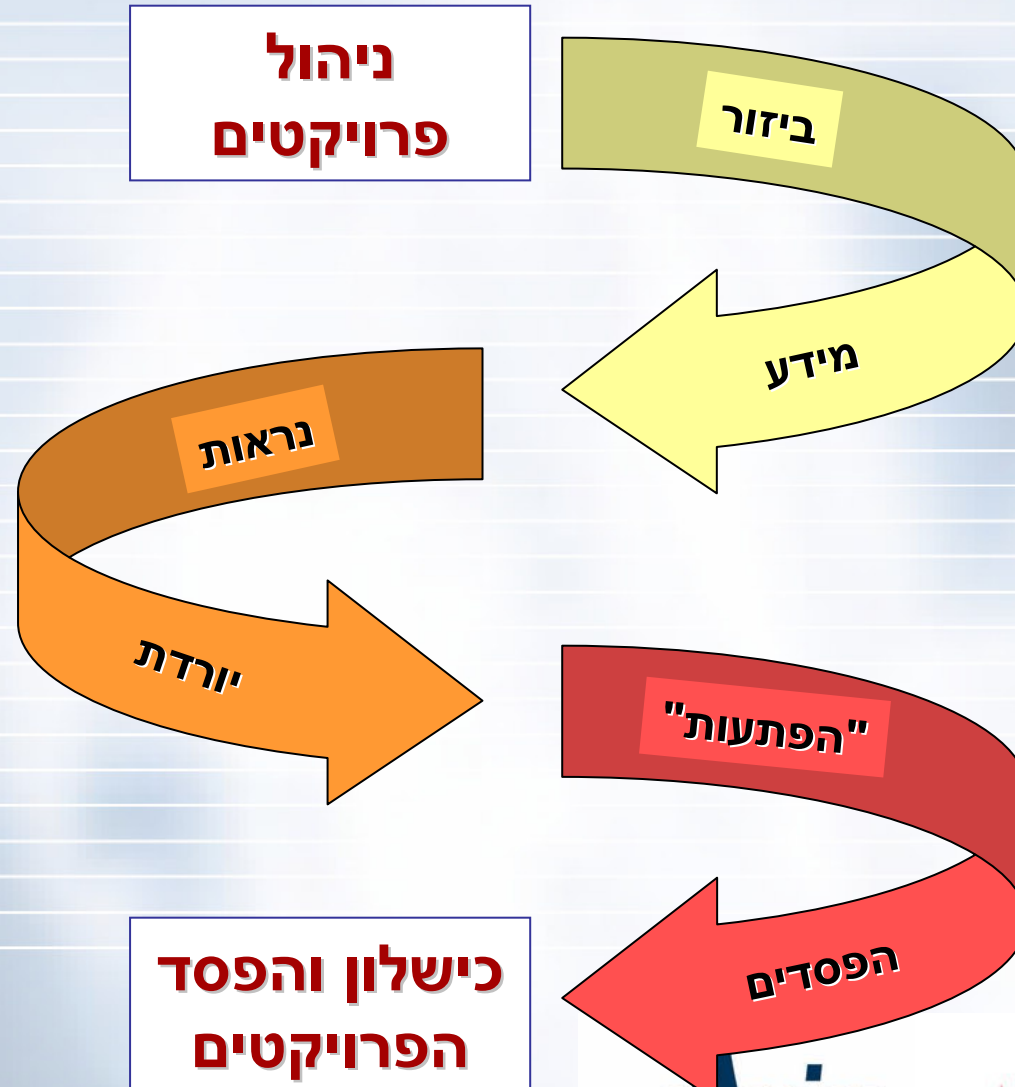 ניהול
פרויקטים
ביזור
מידע
נראות
יורדת
"הפתעות"
הפסדים
כישלון והפסד
הפרויקטים